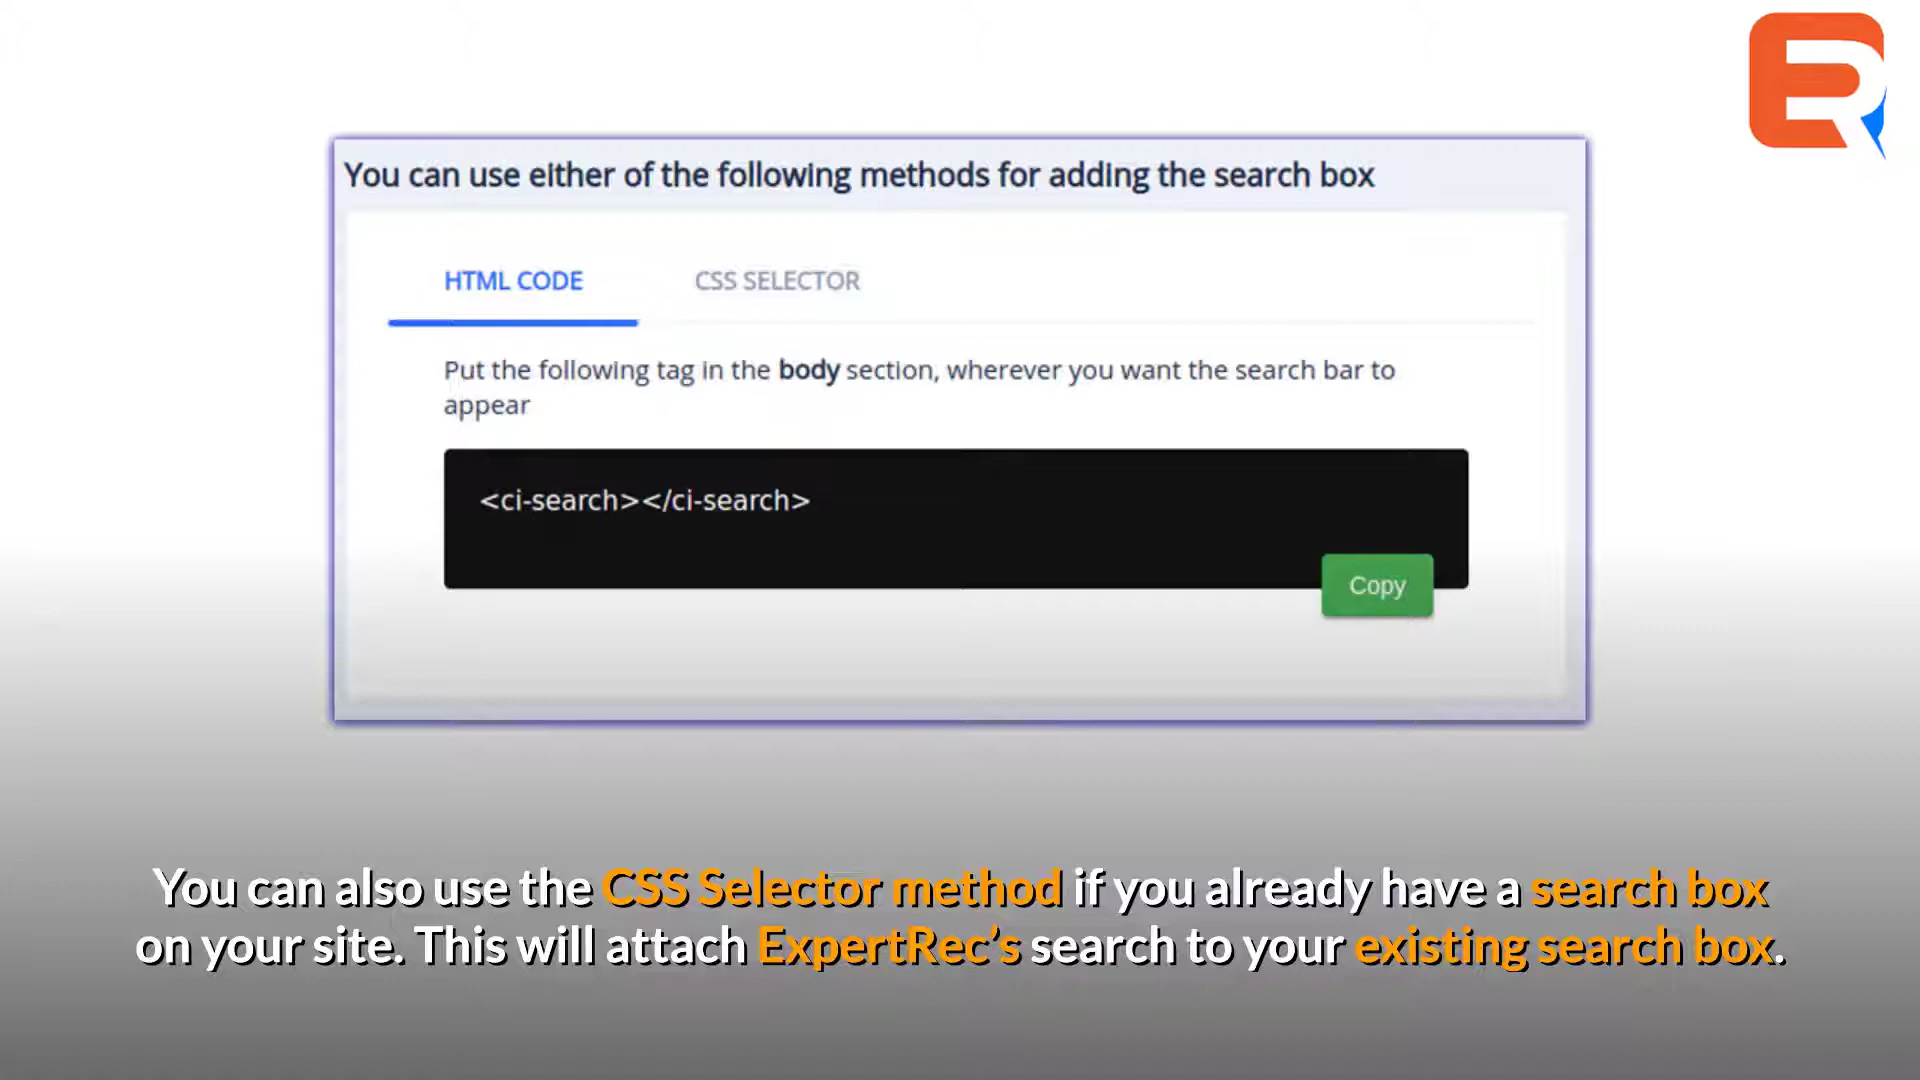 ER
You can use either of the following methods for adding the search box
HTML CODE CSS SELECTOR
Put the following tag in the body section, wherever you want the search bar to
appear
<ci-search></ci-search>
Copy
You can also use the CSS Selector method if you already have a search box
on your site. This will attach ExpertRec’s search to your existing search box.